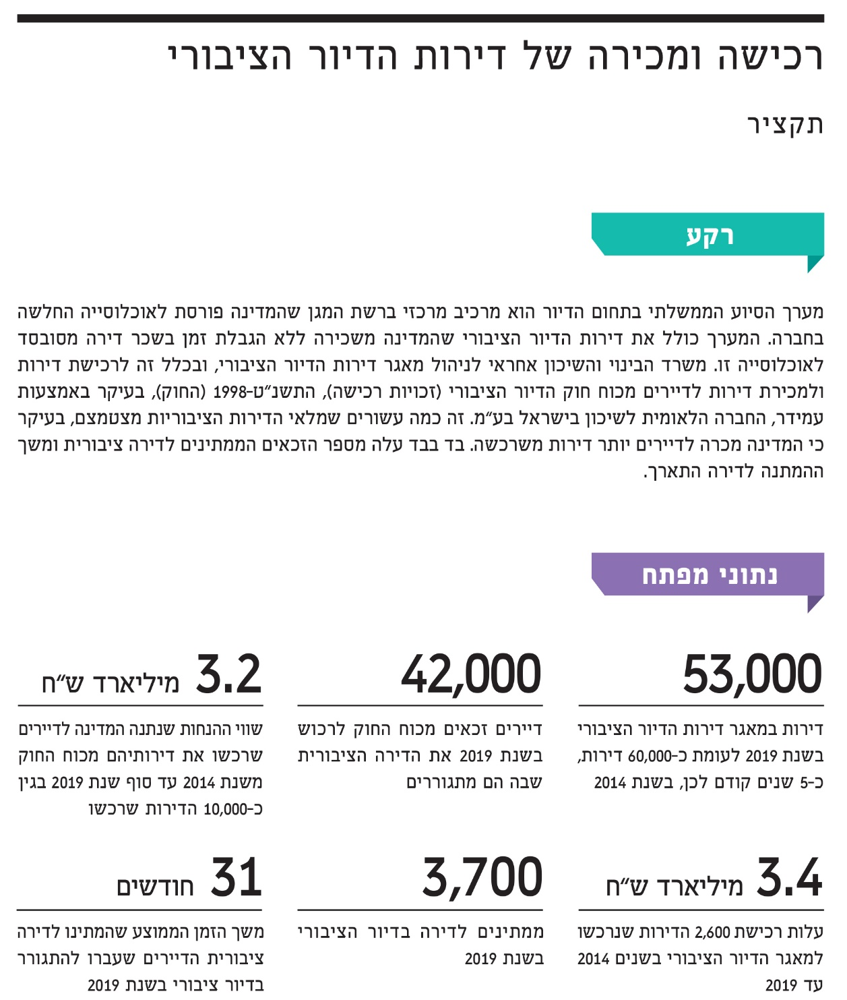 רכישה ומכירה של דירות הדיור הציבורי
תקציר
רקע
מערך הסיוע הממשלתי בתחום הדיור הוא מרכיב מרכזי ברשת המגן שהמדינה פורסת לאוכלוסייה החלשה
בחברה. המערך כולל את דירות הדיור הציבורי שהמדינה משכירה ללא הגבלת זמן בשכר דירה מסובסד
לאוכלוסייה זו. משרד הבינוי והשיכון אחראי לניהול מאגר דירות הדיור הציבורי, ובכלל זה לרכישת דירות
ולמכירת דירות לדיירים מכוח חוק הדיור הציבורי (זכויות רכישה), התשנ״ט-1998 (החוק), בעיקר באמצעות
עמידר, החברה הלאומית לשיכון בישראל בע״מ. זה כמה עשורים שמלאי הדירות הציבוריות מצטמצם, בעיקר
כי המדינה מכרה לדיירים יותר דירות משרכשה. בד בבד עלה מספר הזכאים הממתינים לדירה ציבורית ומשך
ההמתנה לדירה התארך.
נתוני מפתח
53,000
דירות במאגר דירות הדיור הציבורי
בשנת 2019 לעומת כ-60,000 דירות,
כ-5 שנים קודם לכן, בשנת 2014
42,000
דיירים זכאים מכוח החוק לרכוש
בשנת 2019 את הדירה הציבורית
שבה הם מתגוררים
3.2 מיליארד ש״ח
שווי ההנחות שנתנה המדינה לדיירים
שרכשו את דירותיהם מכוח החוק
משנת 2014 עד סוף שנת 2019 בגין
כ-10,000 הדירות שרכשו
3.4 מיליארד ש״ח
עלות רכישת 2,600 הדירות שנרכשו
למאגר הדיור הציבורי בשנים 2014
עד 2019
3,700
ממתינים לדירה בדיור הציבורי
בשנת 2019
31 חודשים
משך הזמן הממוצע שהמתינו לדירה
ציבורית הדיירים שעברו להתגורר
בדיור ציבורי בשנת 2019